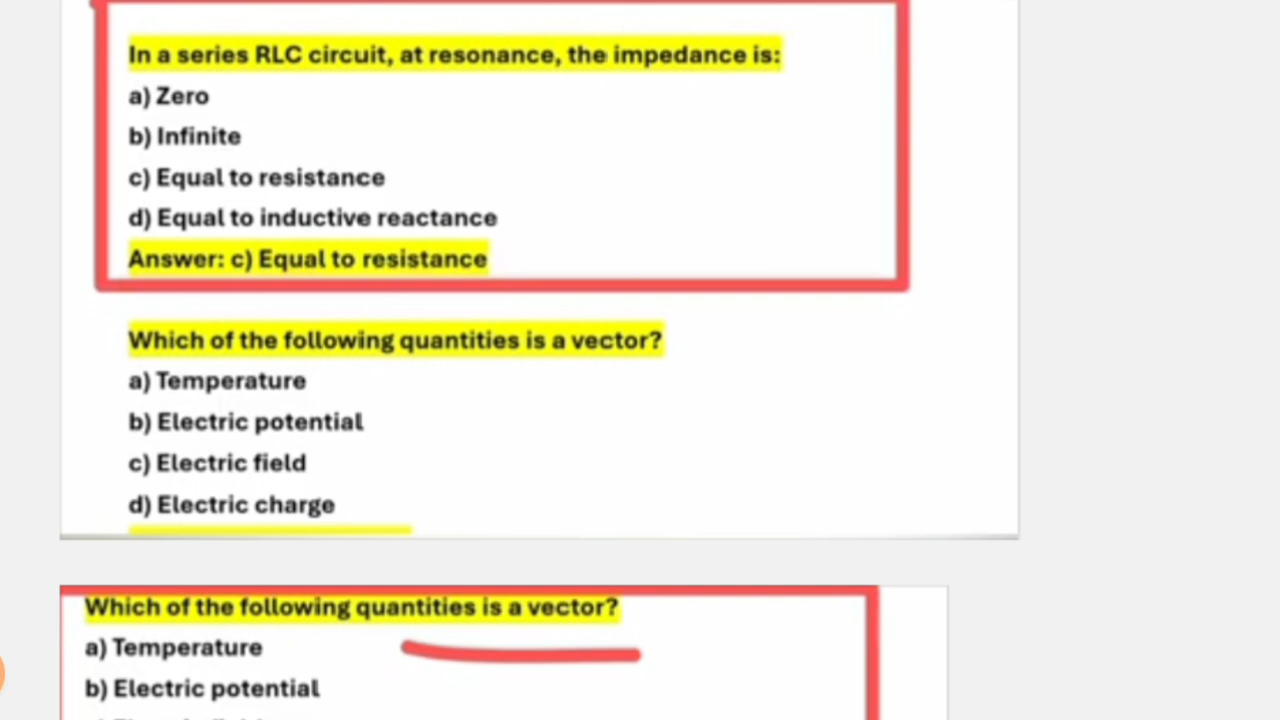 In a series RLC circuit, at resonance, the impedance is:
a) Zero
b) Infinite
c) Equal to resistance
d) Equal to inductive reactance
Answer: c) Equal to resistance
Which of the following quantities is a vector?
a) Temperature
b) Electric potential
c) Electric field
d) Electric charge
Which of the following quantities is a vector?
a) Temperature
b) Electric potential